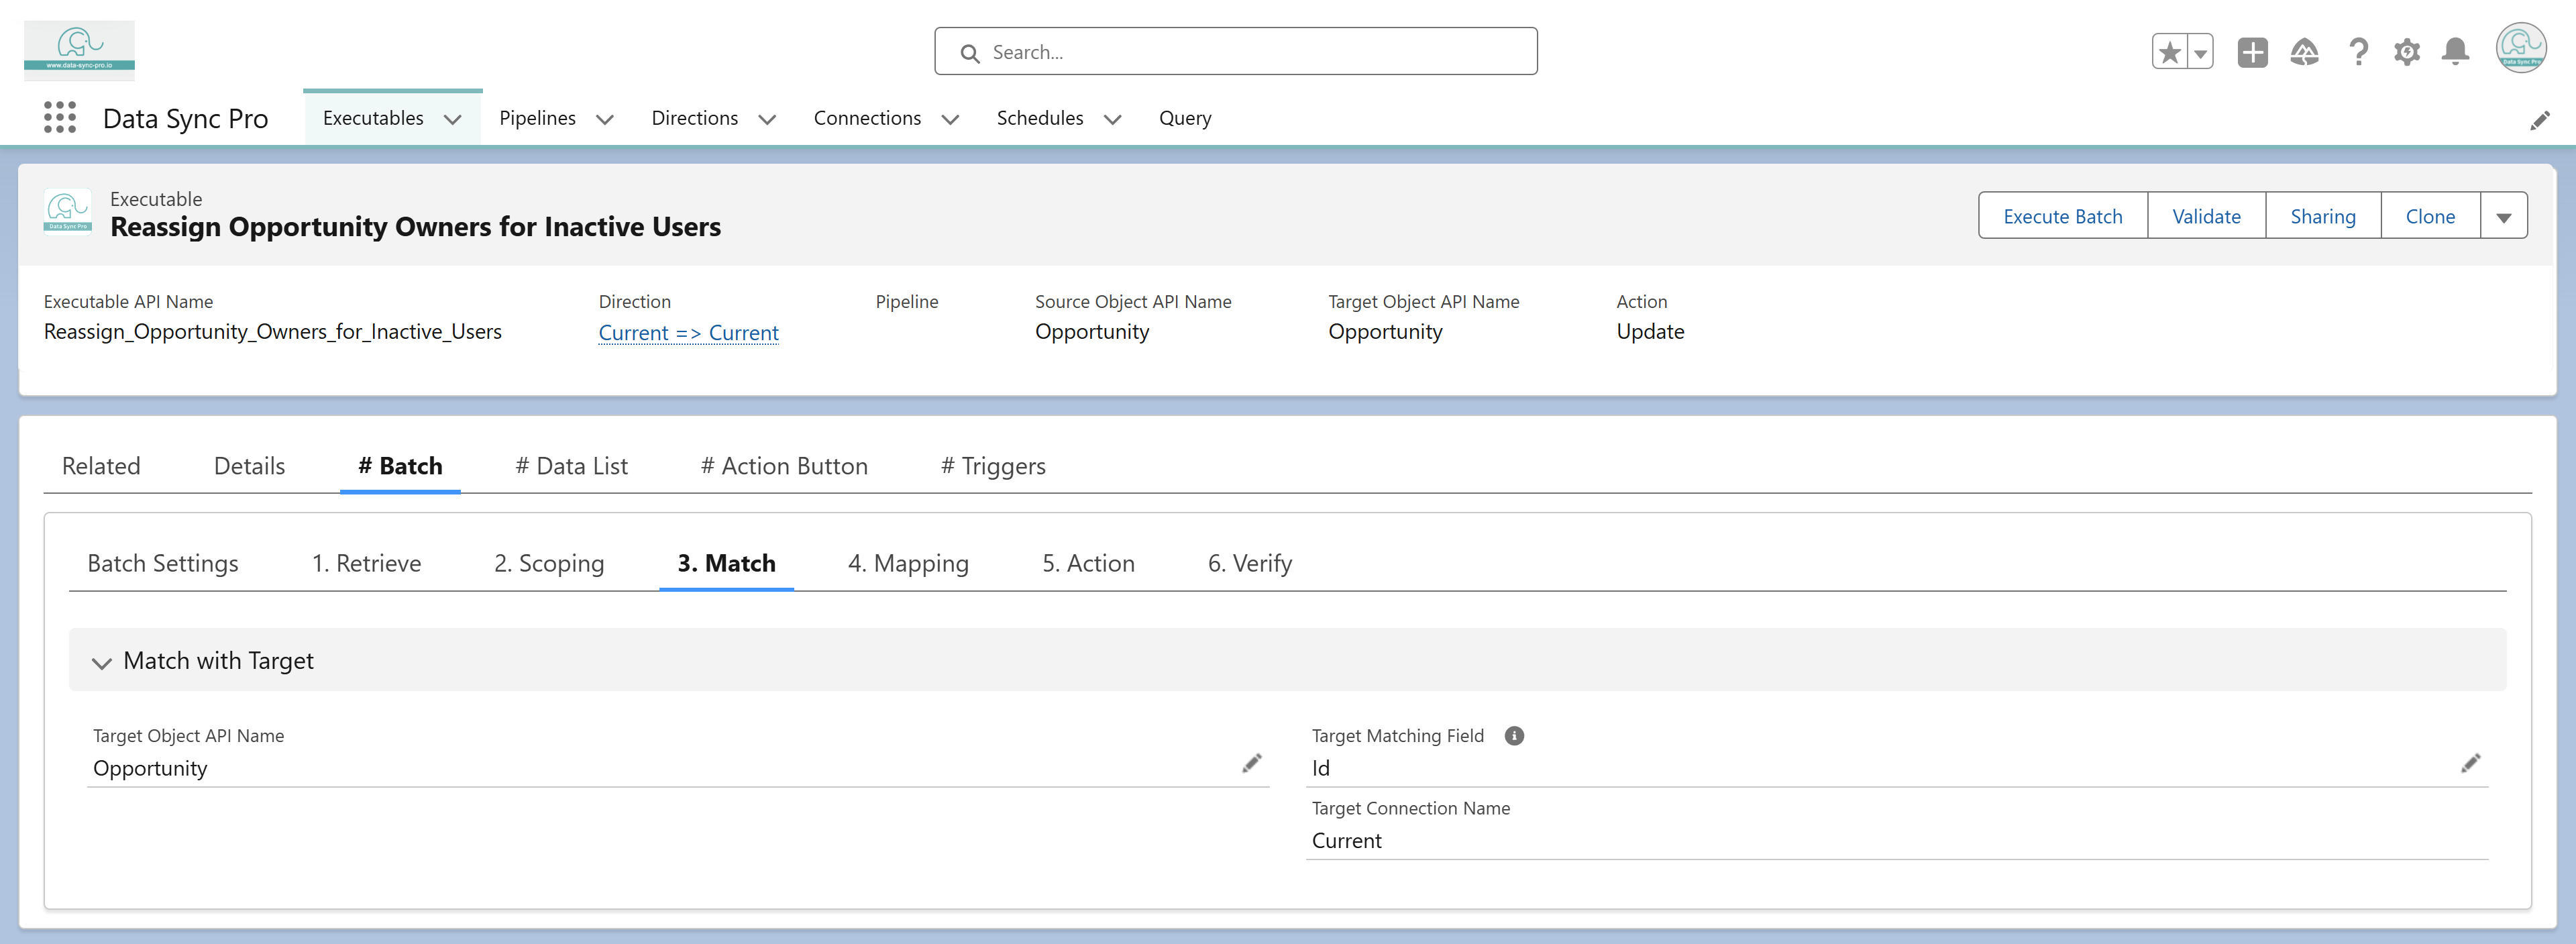 www.data-sync-pro.io
Search...
Data Sync Pro
Data Sync Pro
Executables
Pipelines
Directions
Connections
Schedules
Query
Data Sync Pro
Executable
Reassign Opportunity Owners for Inactive Users
Execute Batch
Validate
Sharing
Clone
Executable API Name
Direction
Pipeline
Source Object API Name
Target Object API Name
Action
Reassign_Opportunity_Owners_for_Inactive_Users
Current => Current
Opportunity
Opportunity
Update
Related
Details
# Batch
# Data List
# Action Button
# Triggers
Batch Settings
1. Retrieve
2. Scoping
3. Match
4. Mapping
5. Action
6. Verify
Match with Target
Target Object API Name
Opportunity
Target Matching Field
Id
Target Connection Name
Current